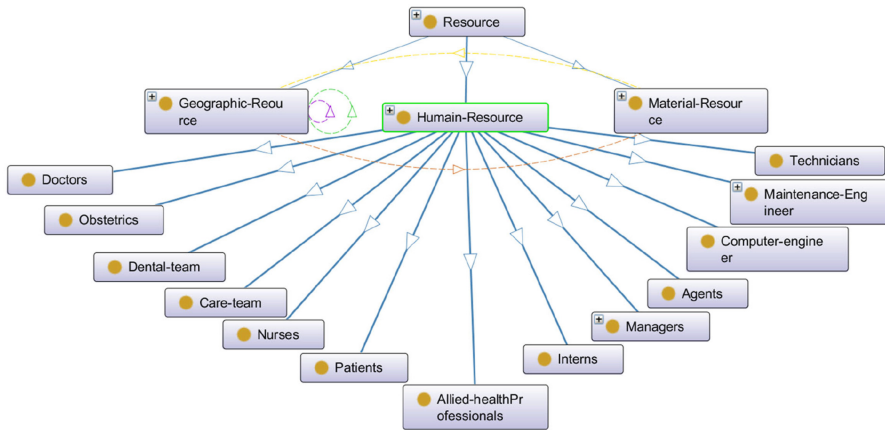 Resource
Geographic-Reou
rce
Humain-Resource
Material-Resour
ce
Technicians
Doctors
Maintenance-Eng
ineer
Obstetrics
Computer-enginee
er
Dental-team
Agents
Care-team
Nurses
Managers
Patients
Interns
Allied-healthPr
ofessionals